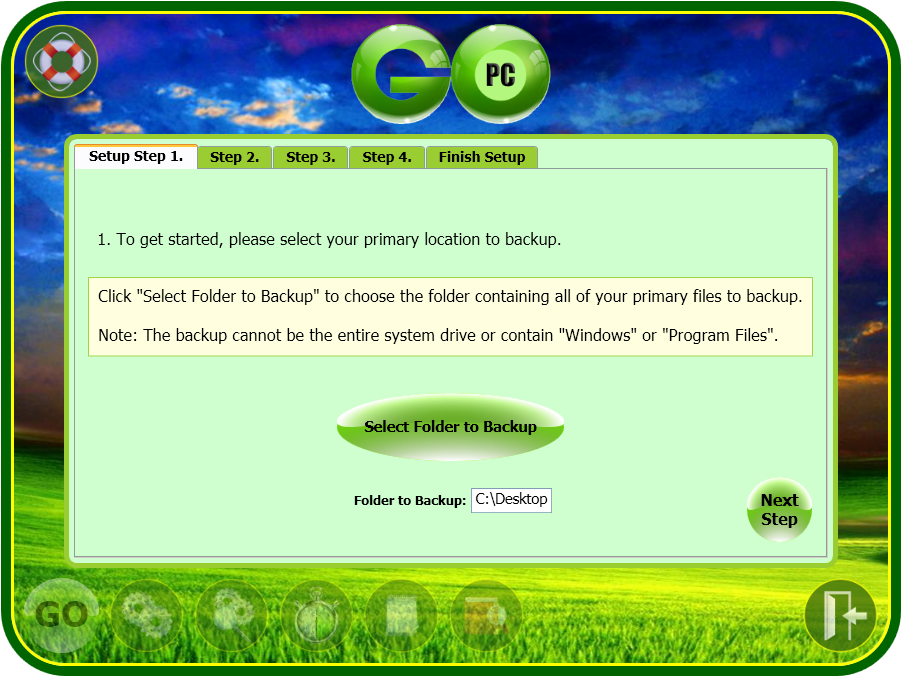 GO PC
Setup Step 1.
Step 2.
Step 3.
Step 4.
Finish Setup
1. To get started, please select your primary location to backup.
Click "Select Folder to Backup" to choose the folder containing all of your primary files to backup.
Note: The backup cannot be the entire system drive or contain "Windows" or "Program Files".
Select Folder to Backup
Folder to Backup: C:\Desktop
Next
Step
GO